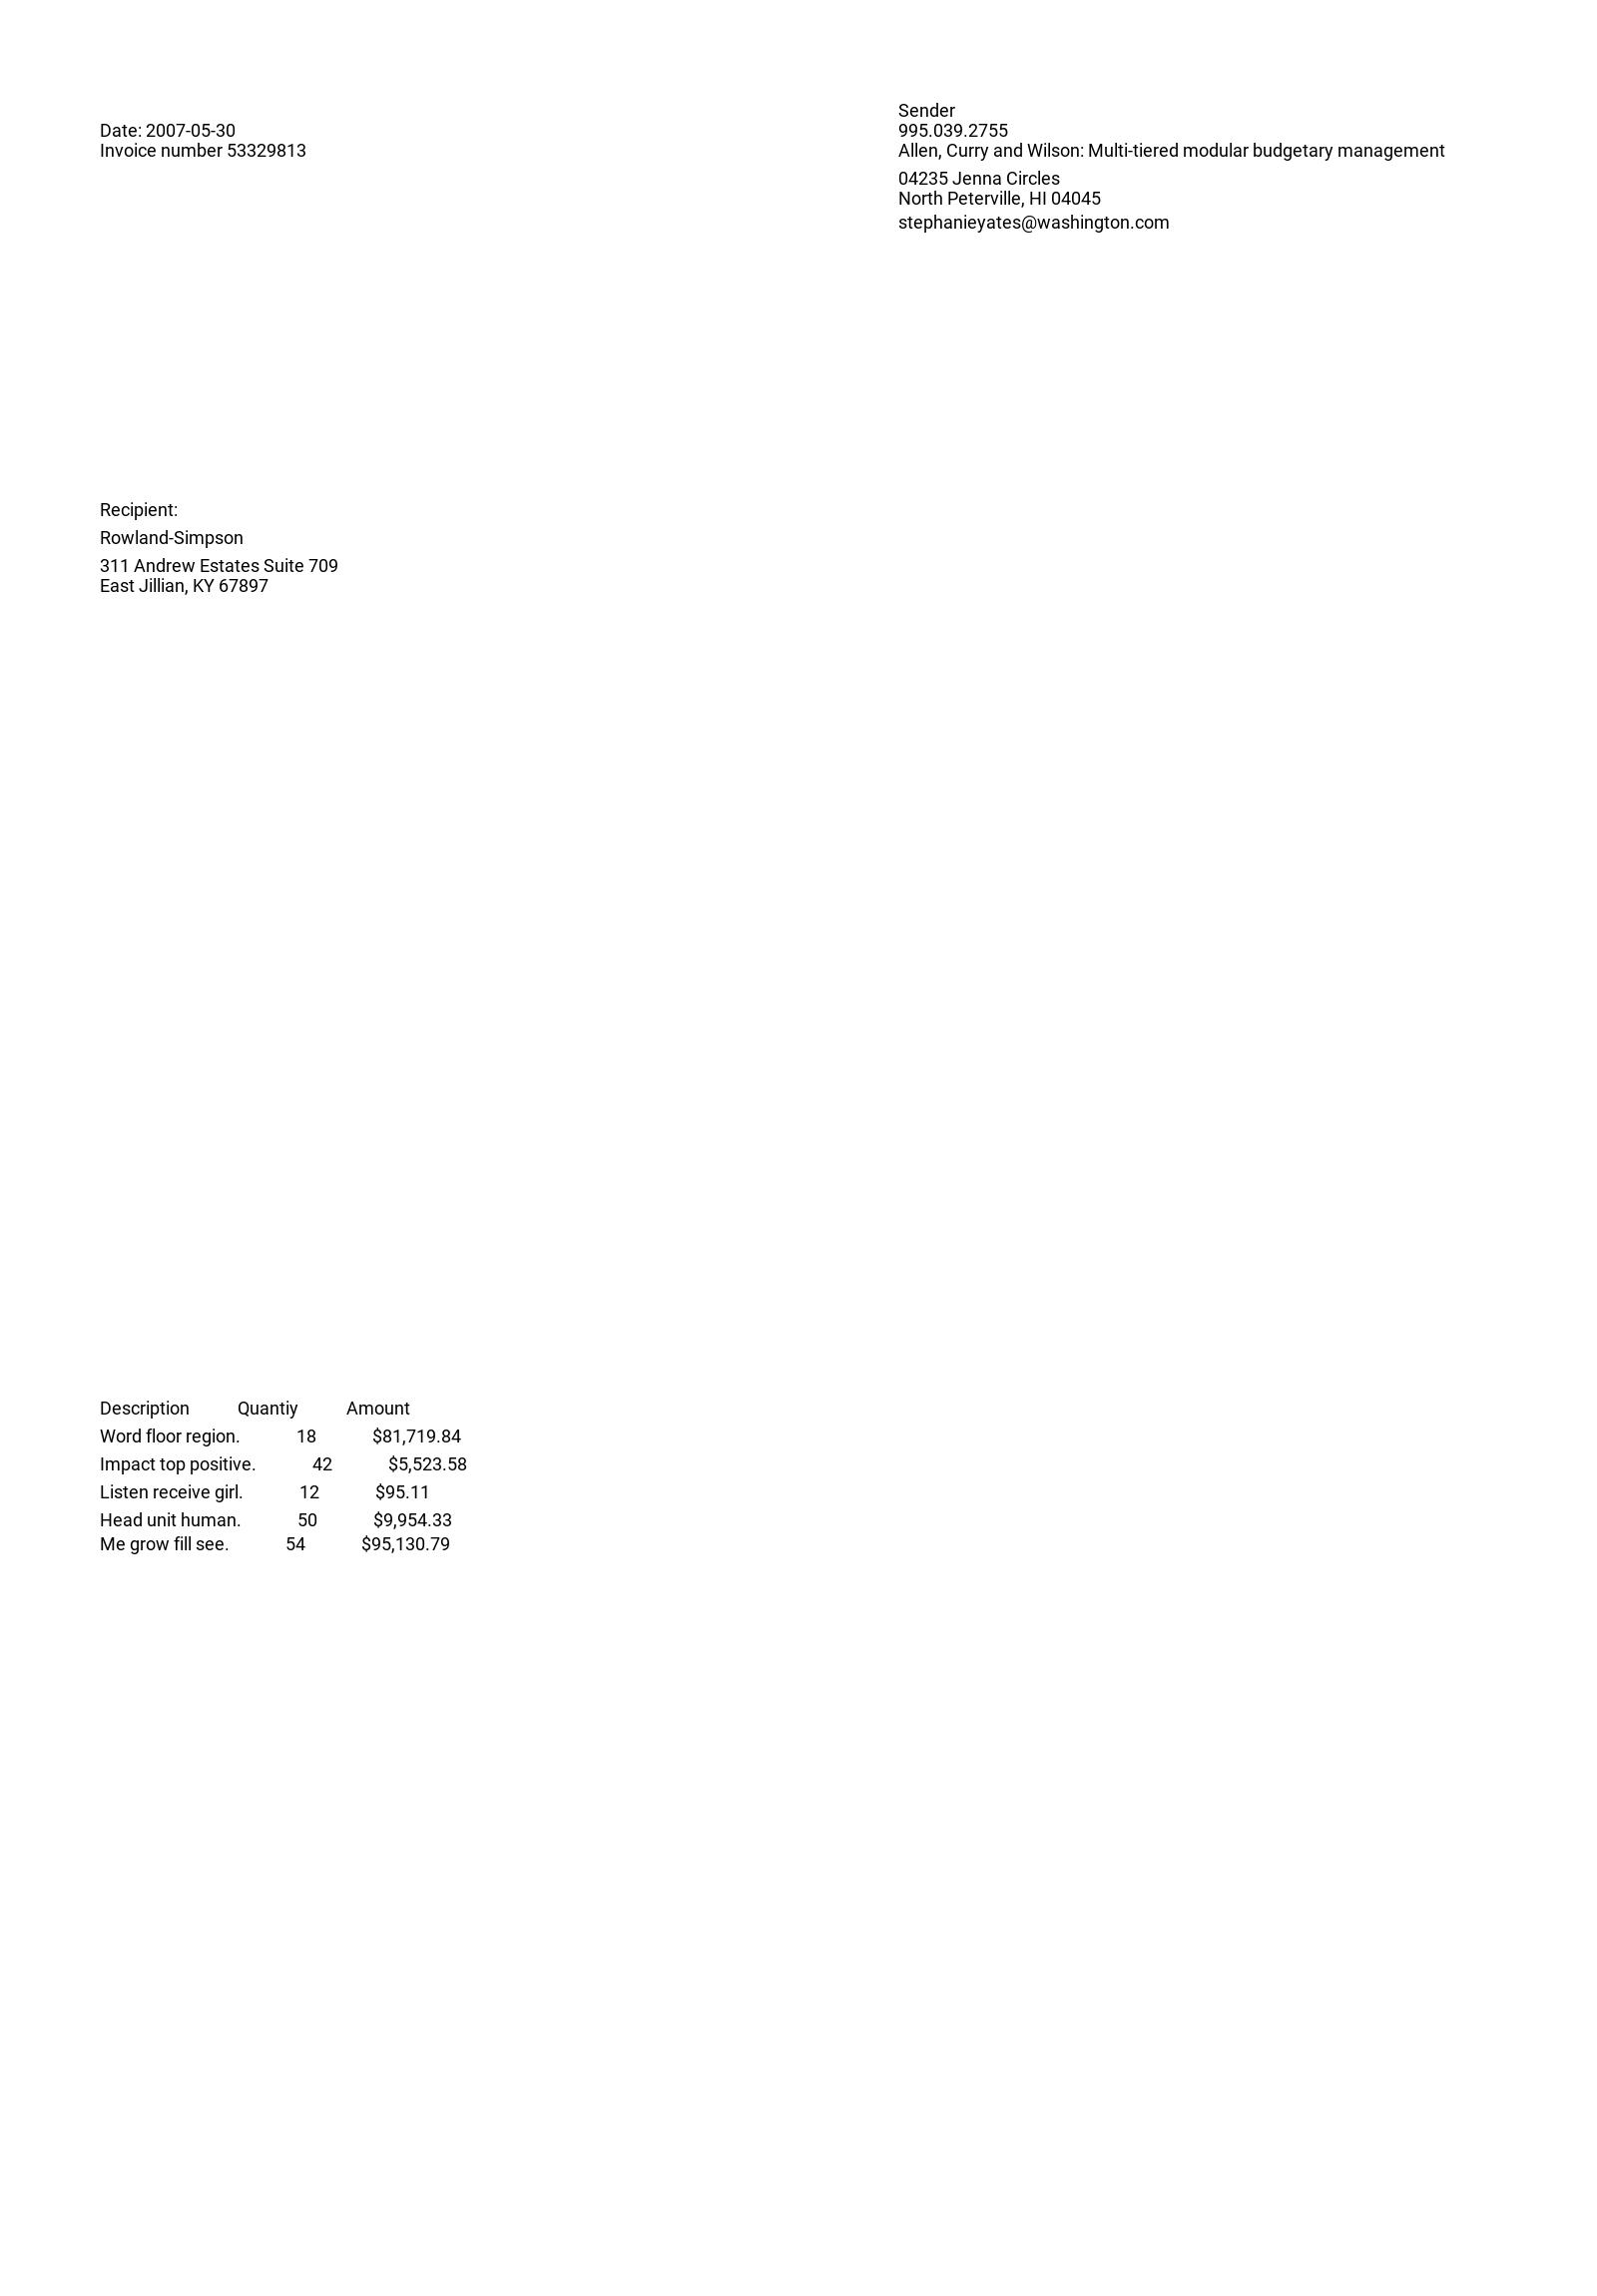 Date: 2007-05-30
Invoice number 53329813
Sender
995.039.2755
Allen, Curry and Wilson: Multi-tiered modular budgetary management
04235 Jenna Circles
North Peterville, HI 04045
stephanieyates@washington.com
Recipient:
Rowland-Simpson
311 Andrew Estates Suite 709
East Jillian, KY 67897
Description Quantiy Amount
Word floor region. 18 $81,719.84
Impact top positive. 42 $5,523.58
Listen receive girl. 12 $95.11
Head unit human. 50 $9,954.33
Me grow fill see. 54 $95,130.79